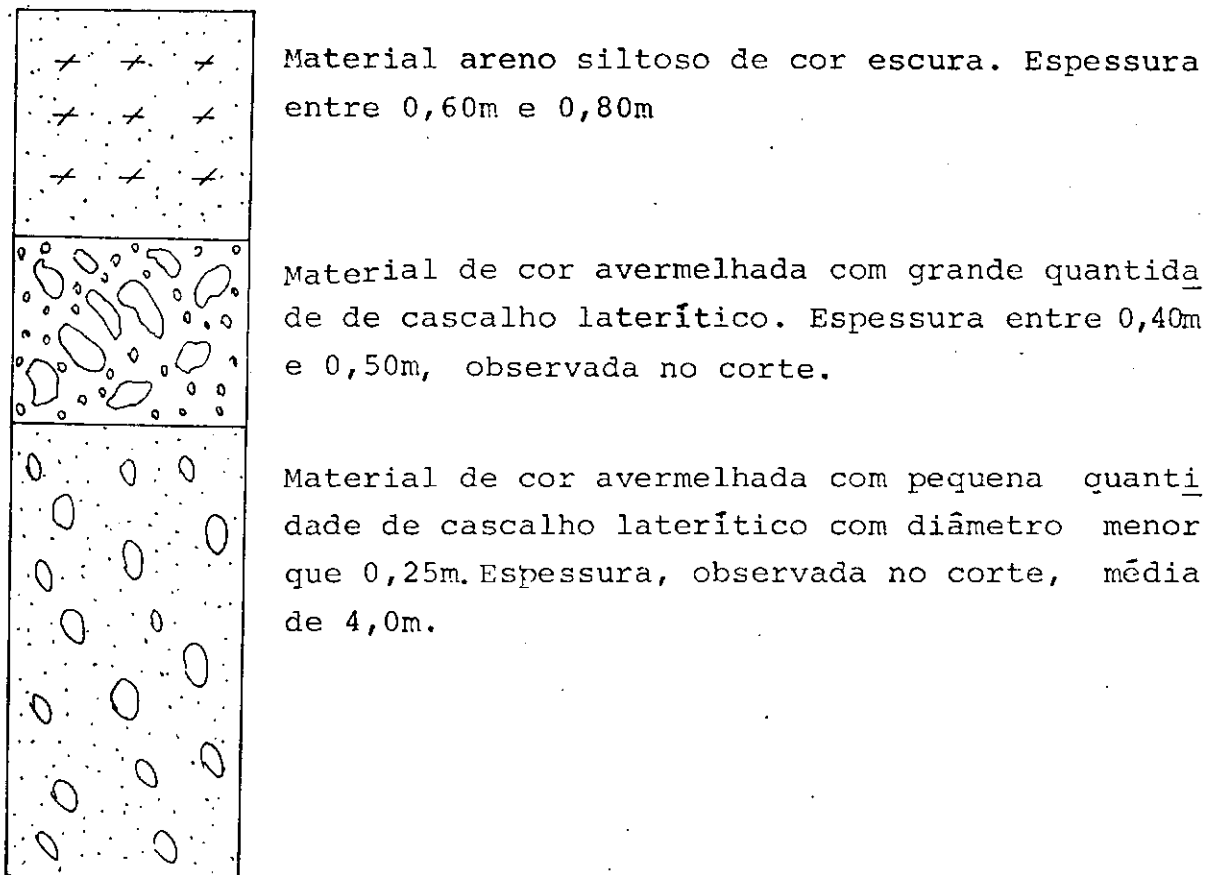 Material areno siltoso de cor escura. Espessura
entre 0,60m e 0,80m
Material de cor avermelhada com grande quantida
de de cascalho laterítico. Espessura entre 0,40m
e 0,50m, observada no corte.
Material de cor avermelhada com pequena quanti
dade de cascalho laterítico com diâmetro menor
que 0,25m. Espessura, observada no corte, média
de 4,0m.